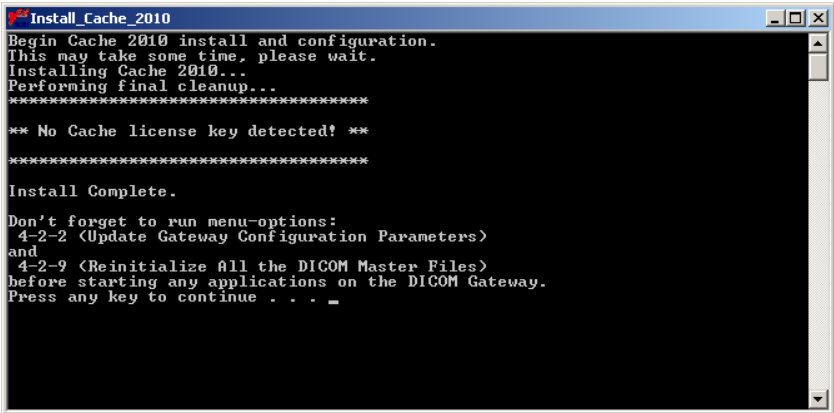 Install_Cache_2010
Begin Cache 2010 install and configuration.
This may take some time, please wait.
Installing Cache 2010...
Performing final cleanup...
************************************
** No Cache license key detected! **
************************************
Install Complete.
Don't forget to run menu-options:
4-2-2 (Update Gateway Configuration Parameters)
and
4-2-9 (Reinitialize All the DICOM Master Files)
before starting any applications on the DICOM Gateway.
Press any key to continue . . . _